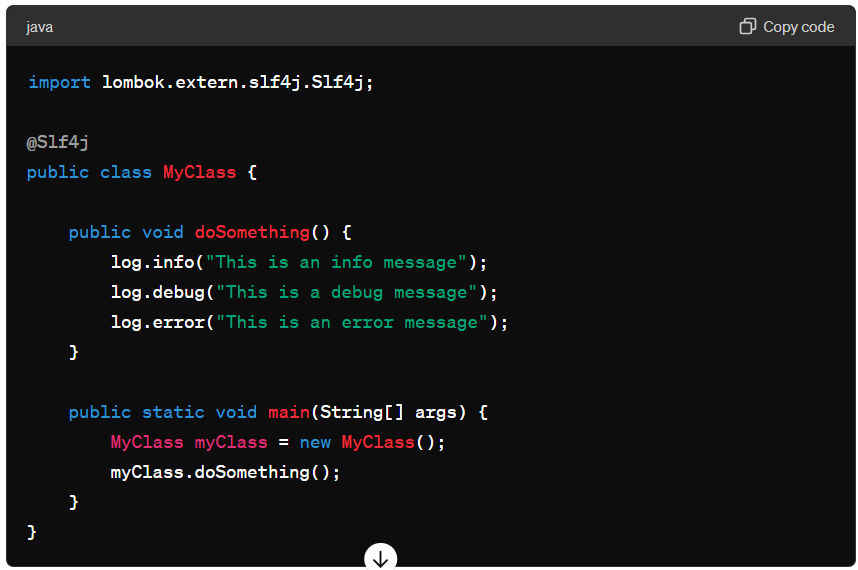 java
Copy code
import lombok.extern.slf4j.Slf4j;
@Slf4j
public class MyClass {
public void doSomething() {
log.info("This is an info message");
log.debug("This is a debug message");
log.error("This is an error message");
}
public static void main(String[] args) {
MyClass myClass = new MyClass();
myClass.doSomething();
}
}